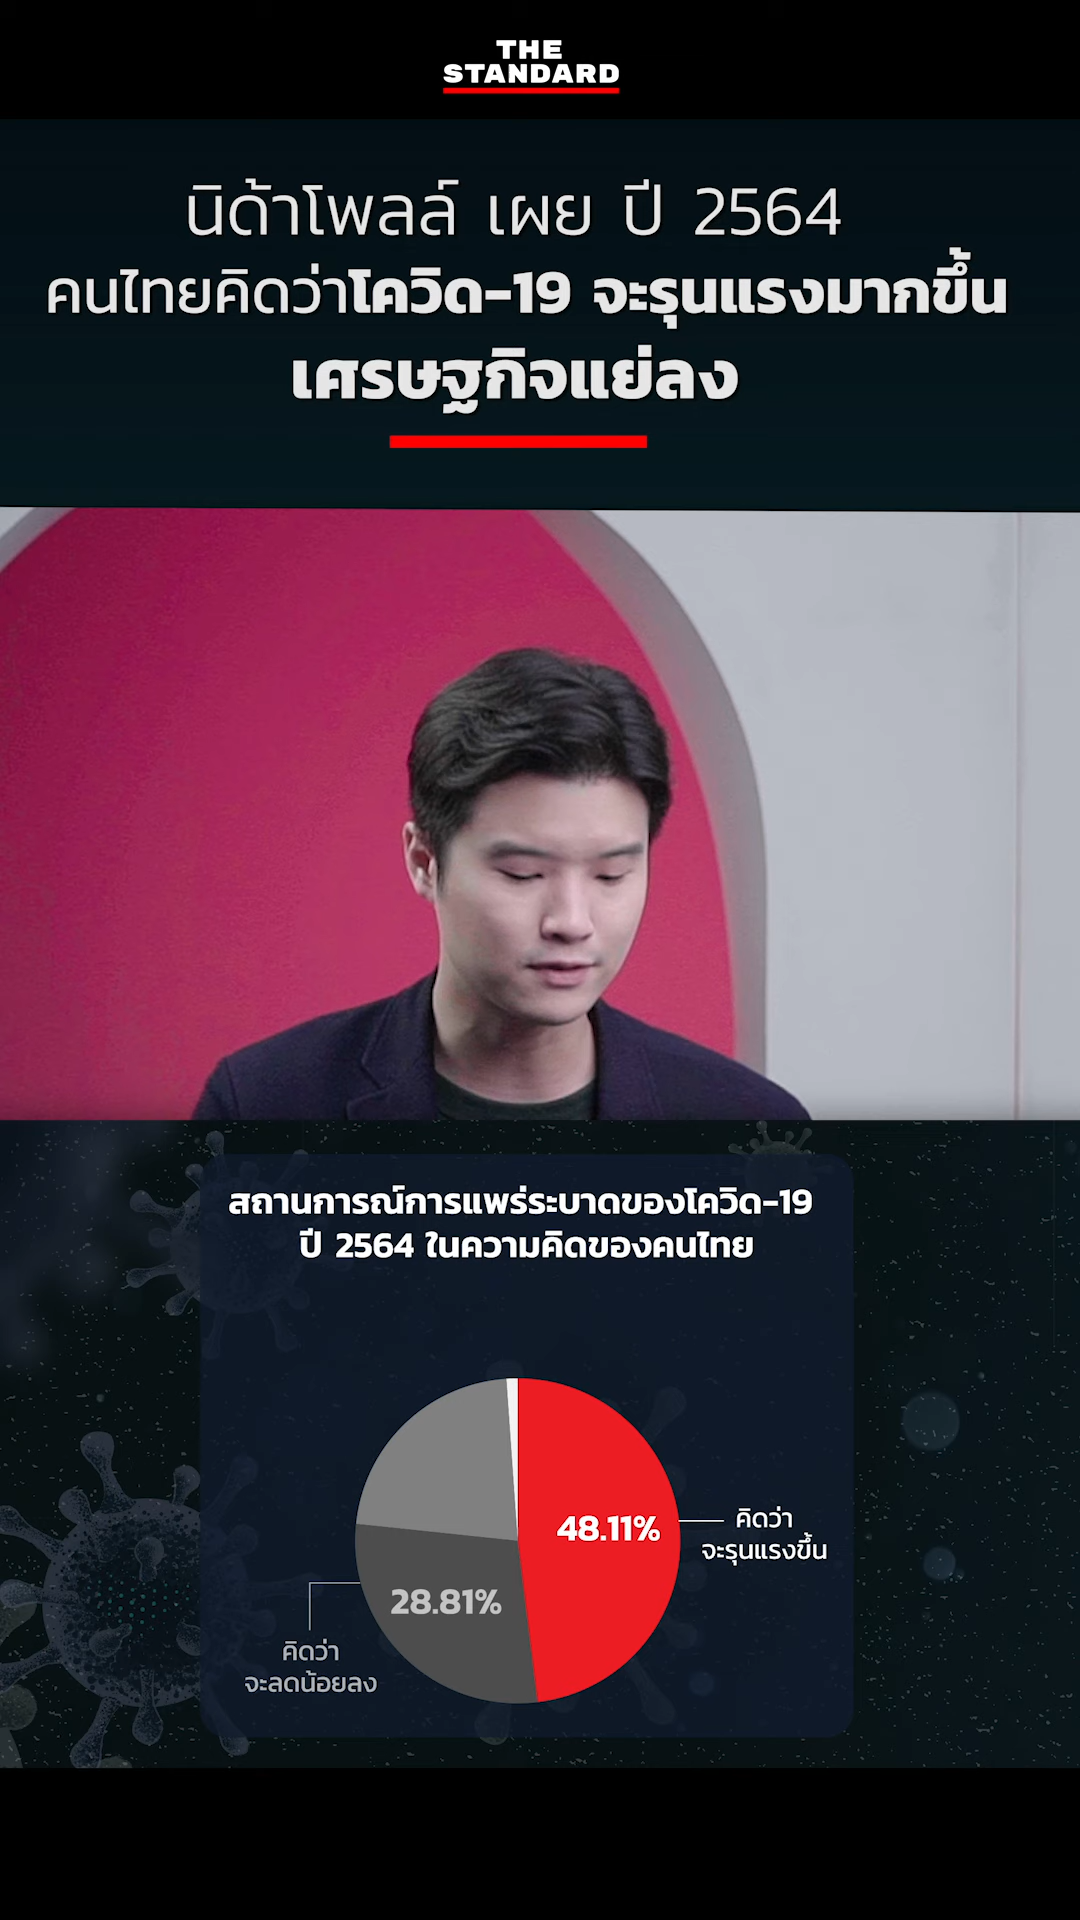 THE
STANDARD
นิด้าโพลล์ เผย ปี 2564
คนไทยคิดว่าโควิด-19 จะรุนแรงมากขึ้น
เศรษฐกิจแย่ลง
สถานการณ์การแพร่ระบาดของโควิด-19
ปี 2564 ในความคิดของคนไทย
48.11%
คิดว่า
จะรุนแรงขึ้น
28.81%
คิดว่า
จะลดน้อยลง